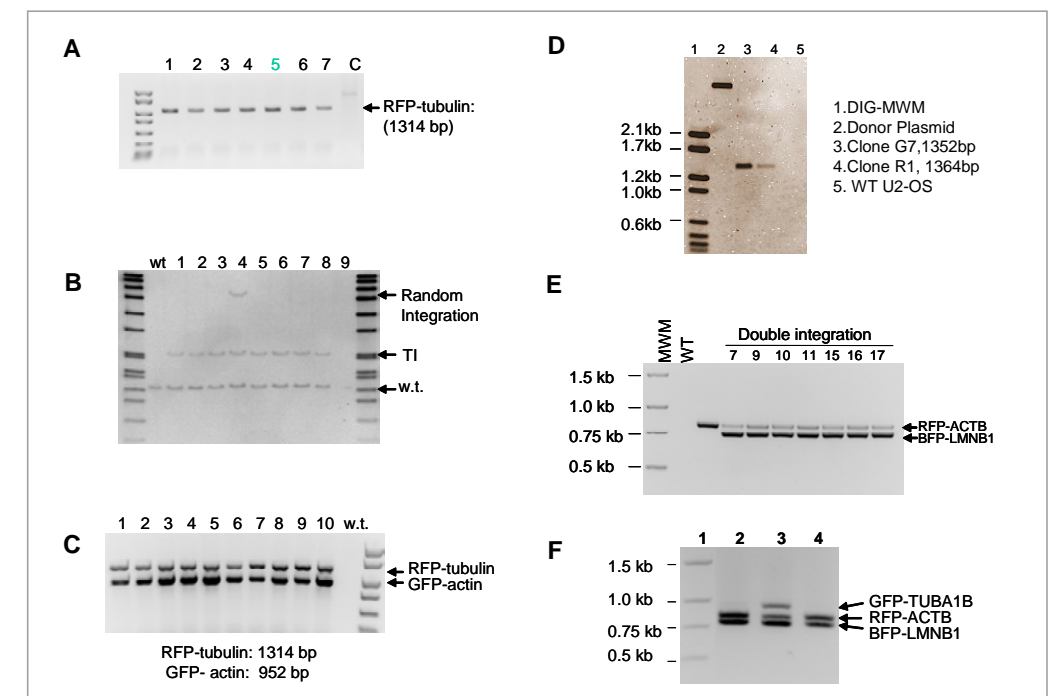 A
1 2 3 4 5 6 7 C
RFP-tubulin:
(1314 bp)
B
wt 1 2 3 4 5 6 7 8 9
Random
Integration
TI
w.t.
C
1 2 3 4 5 6 7 8 9 10 w.t.
RFP-tubulin
GFP-actin
RFP-tubulin: 1314 bp
GFP- actin: 952 bp
D
1 2 3 4 5
2.1kb
1.7kb
1.2kb
1.0kb
0.6kb
1.DIG-MWM
2.Donor Plasmid
3.Clone G7,1352bp
4.Clone R1, 1364bp
5. WT U2-OS
E
MWM
WT
Double integration
7 9 10 11 15 16 17
1.5 kb
1.0 kb
0.75 kb
0.5 kb
RFP-ACTB
BFP-LMNB1
F
1 2 3 4
1.5 kb
1.0 kb
0.75 kb
0.5 kb
GFP-TUBA1B
RFP-ACTB
BFP-LMNB1